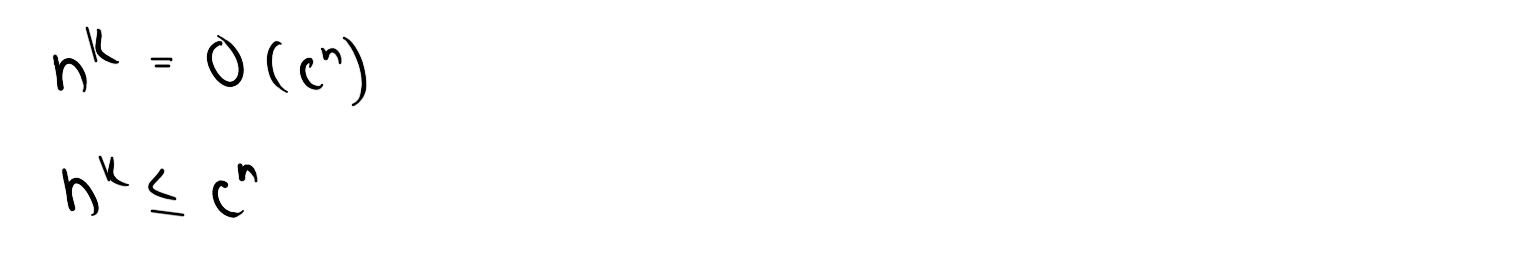 n^k = O(c^n)
n^k ≤ c^n